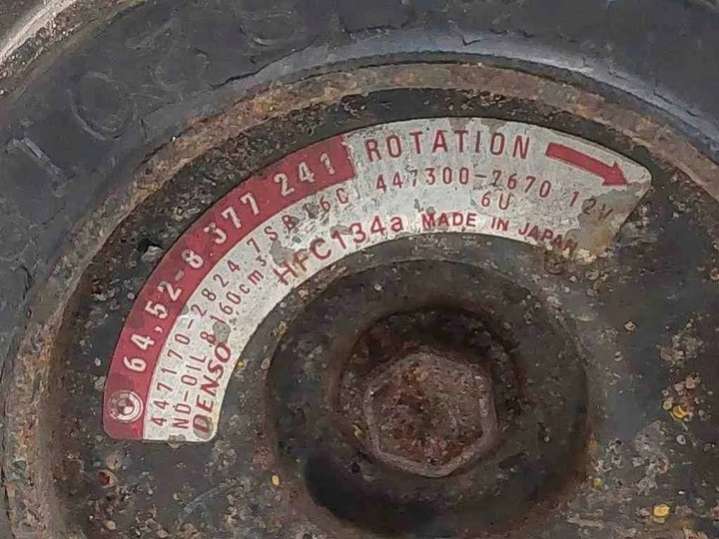 64.52-8 377 241
ROTATION
447170-2824 7SB16C 447300-7670 12V
6U
ND-OIL 8 160cm³ HFC134a MADE IN JAPAN
DENSO